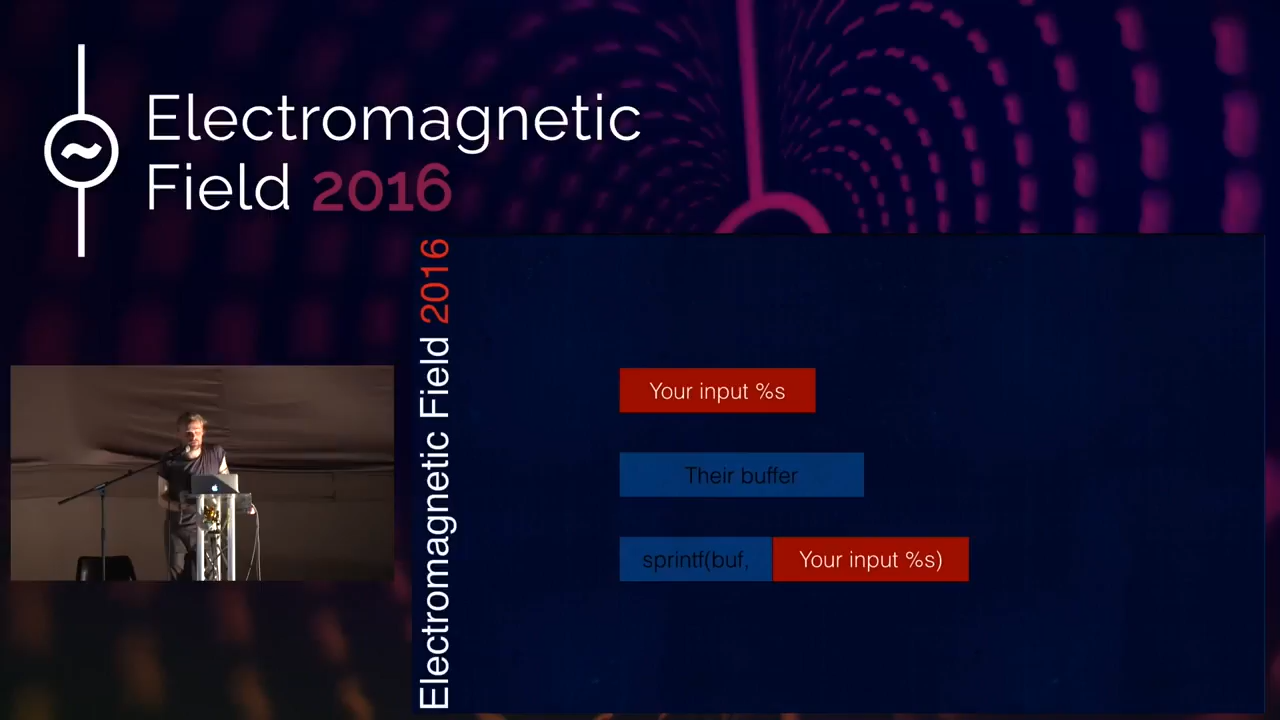 Electromagnetic
Field 2016
Electromagnetic Field 2016
Your input %s
Their buffer
sprintf(buf,
Your input %s)